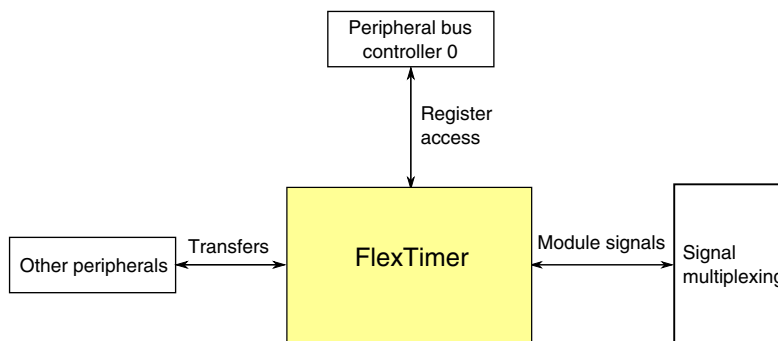 Peripheral bus
controller 0
Register
access
Other peripherals
Transfers
FlexTimer
Module signals
Signal
multiplexing